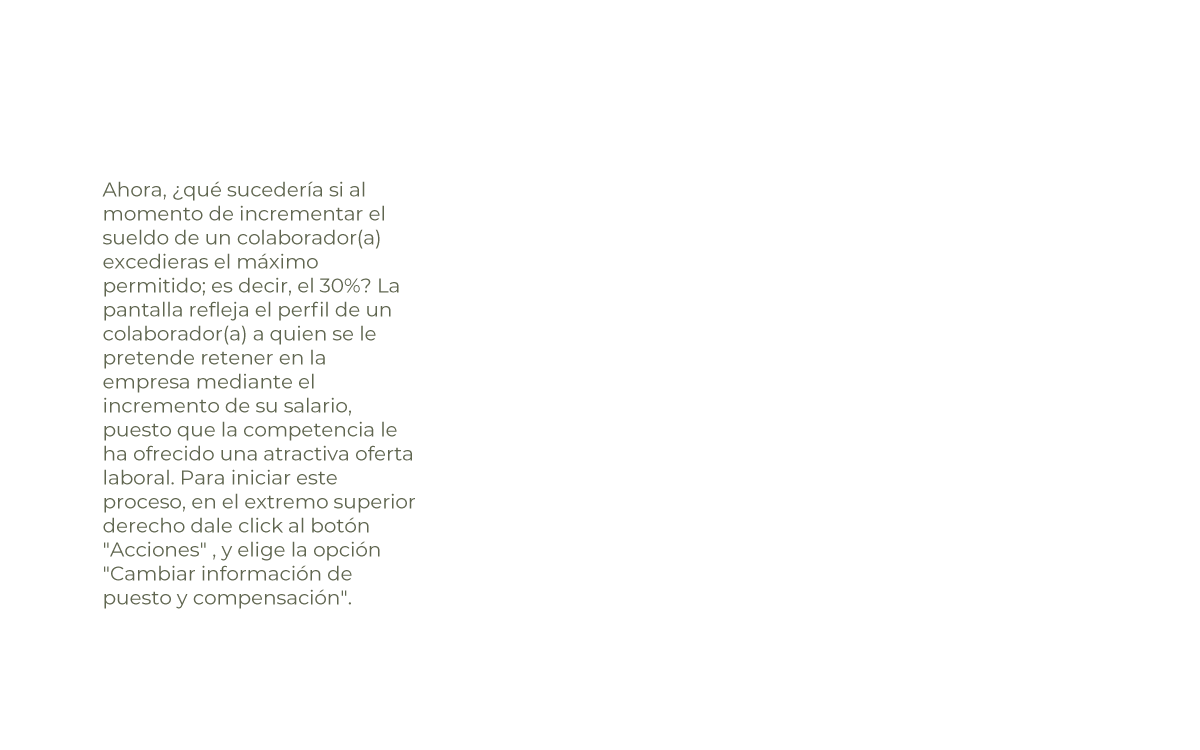 Ahora, ¿qué sucedería si al
momento de incrementar el
sueldo de un colaborador(a)
excedieras el máximo
permitido; es decir, el 30%? La
pantalla refleja el perfil de un
colaborador(a) a quien se le
pretende retener en la
empresa mediante el
incremento de su salario,
puesto que la competencia le
ha ofrecido una atractiva oferta
laboral. Para iniciar este
proceso, en el extremo superior
derecho dale click al botón
"Acciones" , y elige la opción
"Cambiar información de
puesto y compensación".